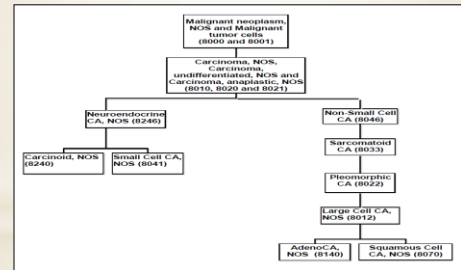 Malignant neoplasm,
NOS and Malignant
tumor cells
(8000 and 8001)
Carcinoma, NOS,
Carcinoma,
undifferentiated, NOS and
Carcinoma, anaplastic, NOS
(8010, 8020 and 8021)
Neuroendocrine
CA, NOS (8246)
Carcinoid, NOS
(8240)
Small Cell CA,
NOS (8041)
Non-Small Cell
CA (8046)
Sarcomatoid
CA (8033)
Pleomorphic
CA (8022)
Large Cell CA,
NOS (8012)
AdenoCA,
NOS (8140)
Squamous Cell
CA, NOS (8070)